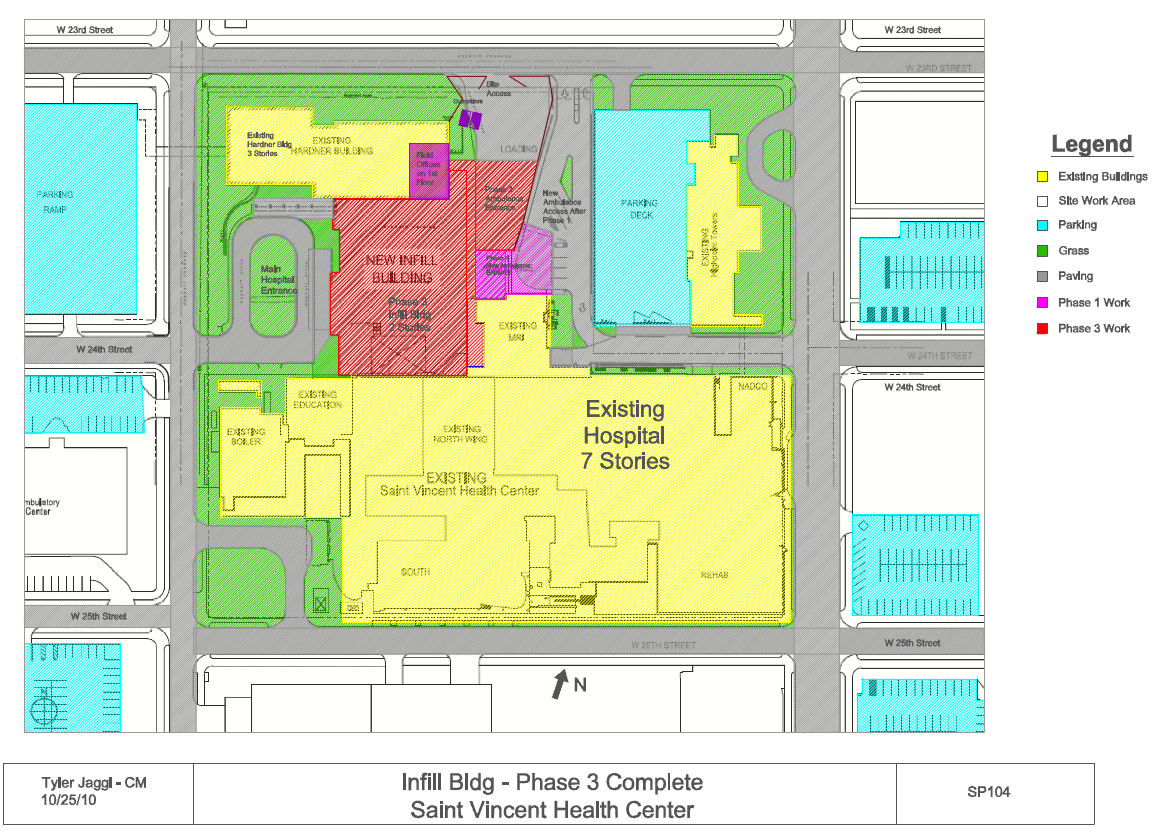 W 23rd Street
W 23rd Street
W 23RD STREET
Site
Access
Dumpsters
Existing
Hardner Bldg
3 Stories
EXISTING
HARDNER BUILDING
LOADING
Field
Offices
on 1st
Floor
Legend
Existing Buildings
Site Work Area
Parking
Grass
Paving
Phase 1 Work
Phase 3 Work
PARKING
RAMP
Phase 3
Ambulance
Entrance
New
Ambulance
Access After
Phase 1
PARKING
DECK
EXISTING
Main
Hospital
Entrance
NEW INFILL
BUILDING
Phase 3
Infill Bldg
2 Stories
EXISTING
MRI
W 24th Street
W 24TH STREET
W 24th Street
EXISTING
EDUCATION
NADCO
Existing
Hospital
7 Stories
EXISTING
BOILER
EXISTING
NORTH WING
EXISTING
Saint Vincent Health Center
mbulatory
Center
SOUTH
REHAB
W 25th Street
W 25TH STREET
W 25th Street
N
Tyler Jaggi - CM
10/25/10
Infill Bldg - Phase 3 Complete
Saint Vincent Health Center
SP104